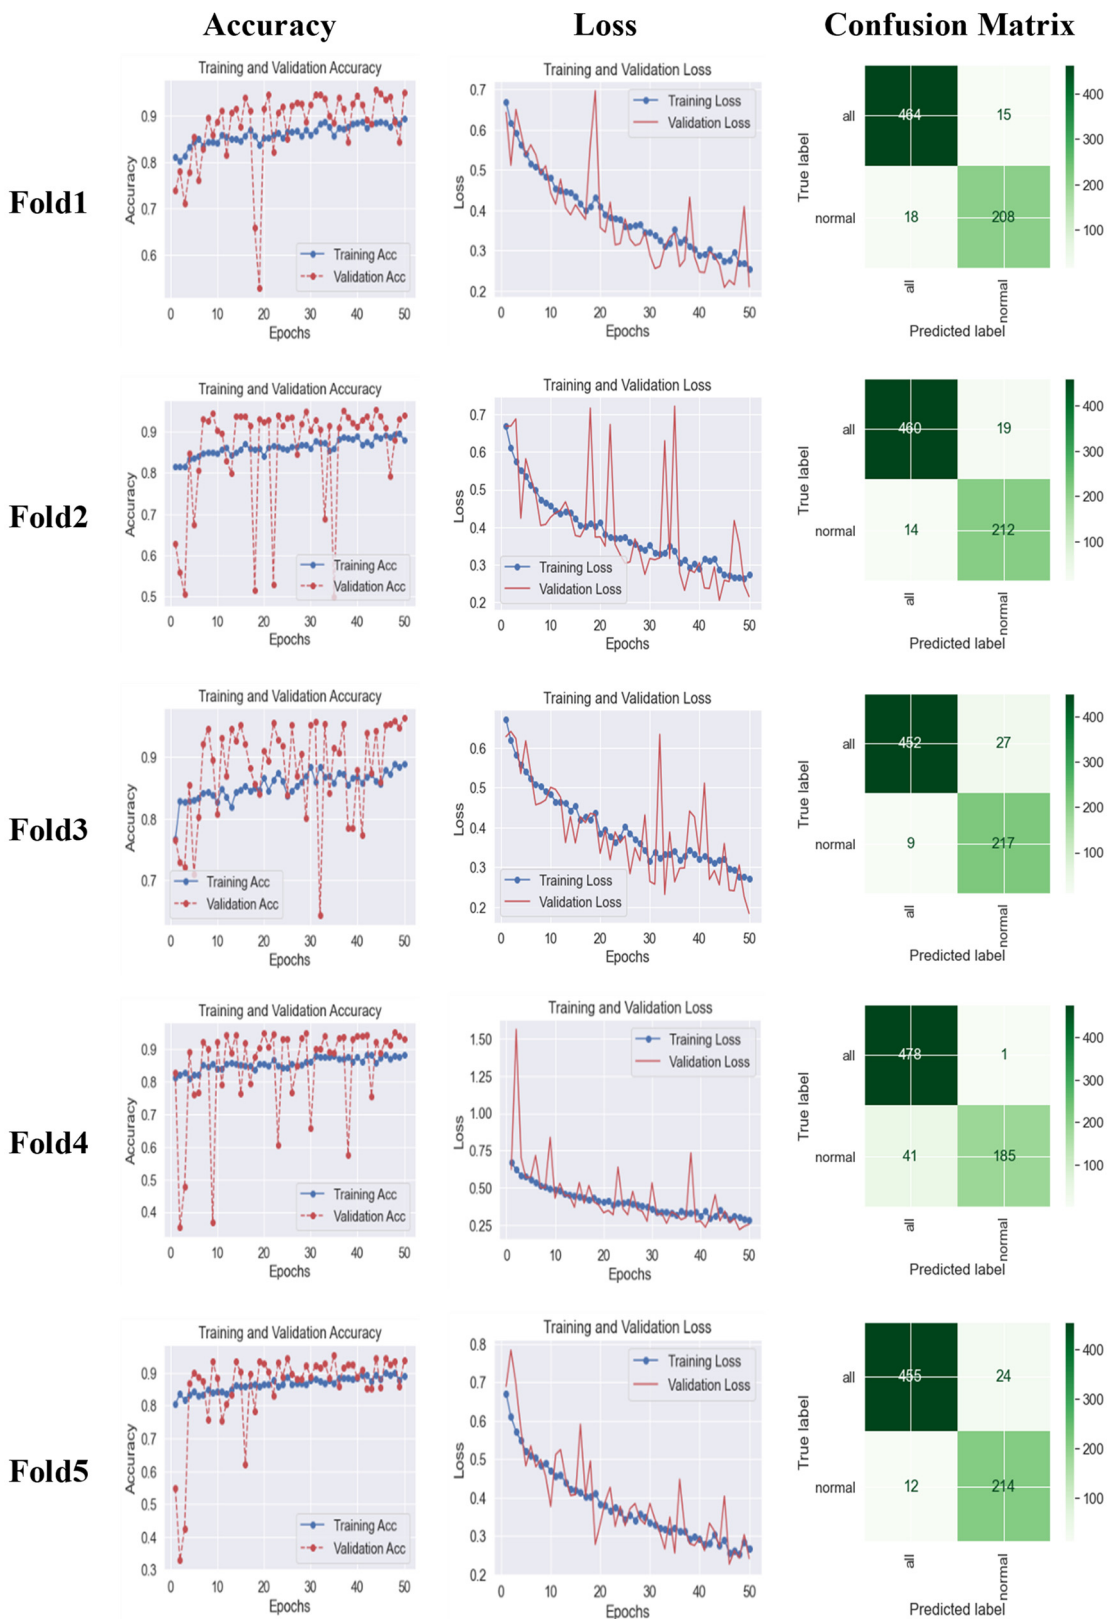 Accuracy Loss Confusion Matrix
Fold1
Training and Validation Accuracy
Accuracy
0.9
0.8
0.7
0.6
Training Acc
Validation Acc
0 10 20 30 40 50
Epochs
Training and Validation Loss
Loss
0.7
0.6
0.5
0.4
0.3
0.2
Training Loss
Validation Loss
0 10 20 30 40 50
Epochs
True label
all
normal
464 15
18 208
all normal
Predicted label
400
300
200
100
Fold2
Training and Validation Accuracy
Accuracy
0.9
0.8
0.7
0.6
0.5
Training Acc
Validation Acc
0 10 20 30 40 50
Epochs
Training and Validation Loss
Loss
0.7
0.6
0.5
0.4
0.3
0.2
Training Loss
Validation Loss
0 10 20 30 40 50
Epochs
True label
all
normal
460 19
14 212
all normal
Predicted label
400
300
200
100
Fold3
Training and Validation Accuracy
Accuracy
0.9
0.8
0.7
Training Acc
Validation Acc
0 10 20 30 40 50
Epochs
Training and Validation Loss
Loss
0.6
0.5
0.4
0.3
0.2
Training Loss
Validation Loss
0 10 20 30 40 50
Epochs
True label
all
normal
452 27
9 217
all normal
Predicted label
400
300
200
100
Fold4
Training and Validation Accuracy
Accuracy
0.9
0.8
0.7
0.6
0.5
0.4
Training Acc
Validation Acc
0 10 20 30 40 50
Epochs
Training and Validation Loss
Loss
1.50
1.25
1.00
0.75
0.50
0.25
Training Loss
Validation Loss
0 10 20 30 40 50
Epochs
True label
all
normal
478 1
41 185
all normal
Predicted label
400
300
200
100
Fold5
Training and Validation Accuracy
Accuracy
0.9
0.8
0.7
0.6
0.5
0.4
0.3
Training Acc
Validation Acc
0 10 20 30 40 50
Epochs
Training and Validation Loss
Loss
0.8
0.7
0.6
0.5
0.4
0.3
0.2
Training Loss
Validation Loss
0 10 20 30 40 50
Epochs
True label
all
normal
455 24
12 214
all normal
Predicted label
400
300
200
100